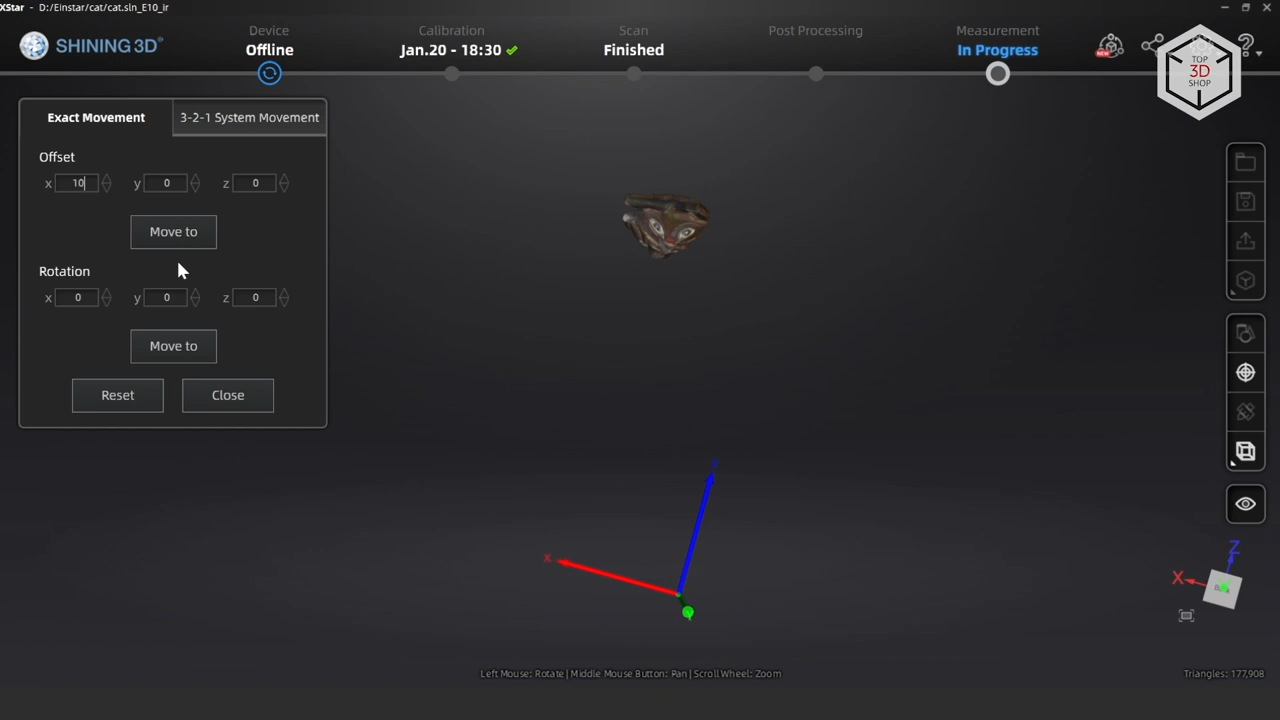 XStar - D:/Einstar/cat/cat.sln_E10_ir
SHINING 3D®
Device
Offline
Calibration
Jan.20 - 18:30
Scan
Finished
Post Processing
Measurement
In Progress
NEW
?
TOP
3D
SHOP
Exact Movement
3-2-1 System Movement
Offset
x 10 y 0 z 0
Move to
Rotation
x 0 y 0 z 0
Move to
Reset
Close
z
x
Z
X
Left Mouse: Rotate | Middle Mouse Button: Pan | Scroll Wheel: Zoom
Triangles: 177,908